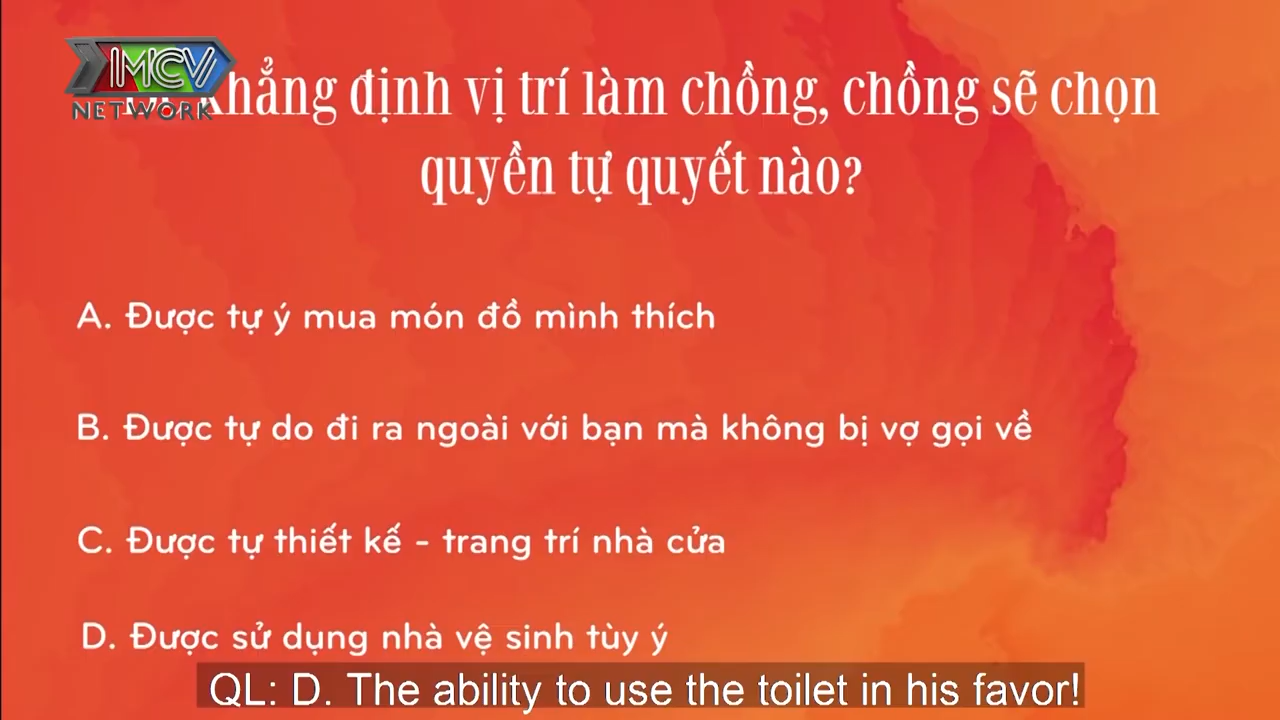 MCV
NETWORK
khẳng định vị trí làm chồng, chồng sẽ chọn
quyền tự quyết nào?
A. Được tự ý mua món đồ mình thích
B. Được tự do đi ra ngoài với bạn mà không bị vợ gọi về
C. Được tự thiết kế - trang trí nhà cửa
D. Được sử dụng nhà vệ sinh tùy ý
QL: D. The ability to use the toilet in his favor!